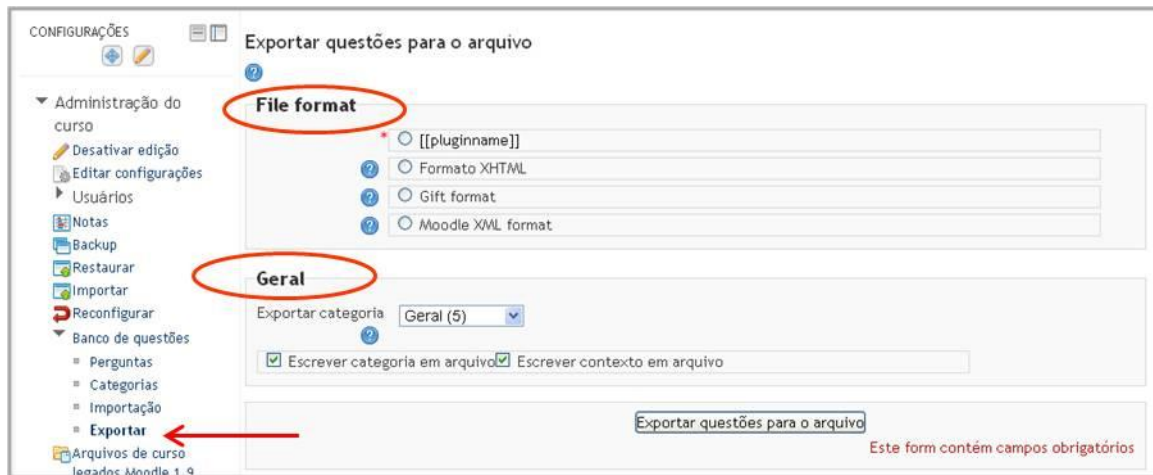 CONFIGURAÇÕES
Administração do
curso
Desativar edição
Editar configurações
Usuários
Notas
Backup
Restaurar
Importar
Reconfigurar
Banco de questões
Perguntas
Categorias
Importação
Exportar
Arquivos de curso
legados Moodle 1.9
Exportar questões para o arquivo
File format
* [[pluginname]]
Formato XHTML
Gift format
Moodle XML format
Geral
Exportar categoria Geral (5)
Escrever categoria em arquivo Escrever contexto em arquivo
Exportar questões para o arquivo
Este form contém campos obrigatórios